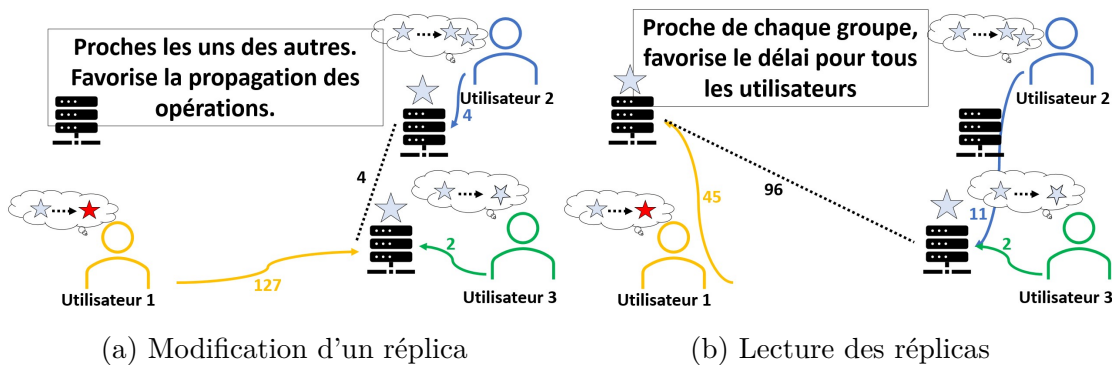 Proches les uns des autres.
Favorise la propagation des
opérations.
Utilisateur 2
4
4
2
127
Utilisateur 1
Utilisateur 3
(a) Modification d'un réplica
Proche de chaque groupe,
favorise le délai pour tous
les utilisateurs
Utilisateur 2
96
45
11
2
Utilisateur 1
Utilisateur 3
(b) Lecture des réplicas